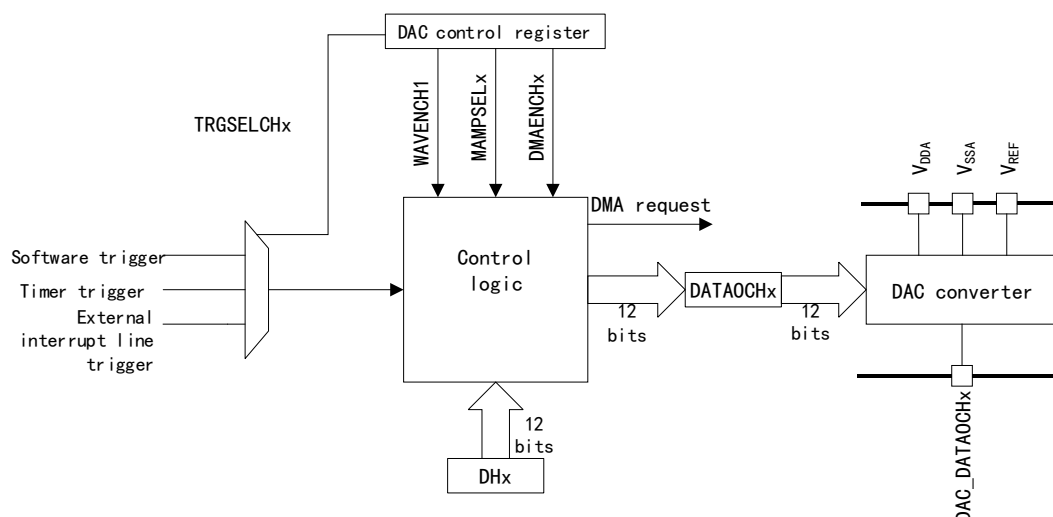 DAC control register
TRGSELCHx
WAVENCH1
MAMPSELx
DMAENCHx
VDDA
VSSA
VREF
DMA request
Software trigger
Timer trigger
External
interrupt line
trigger
Control
logic
12
bits
DATAOCHx
12
bits
DAC converter
12
bits
DHx
DAC_DATAOCHx